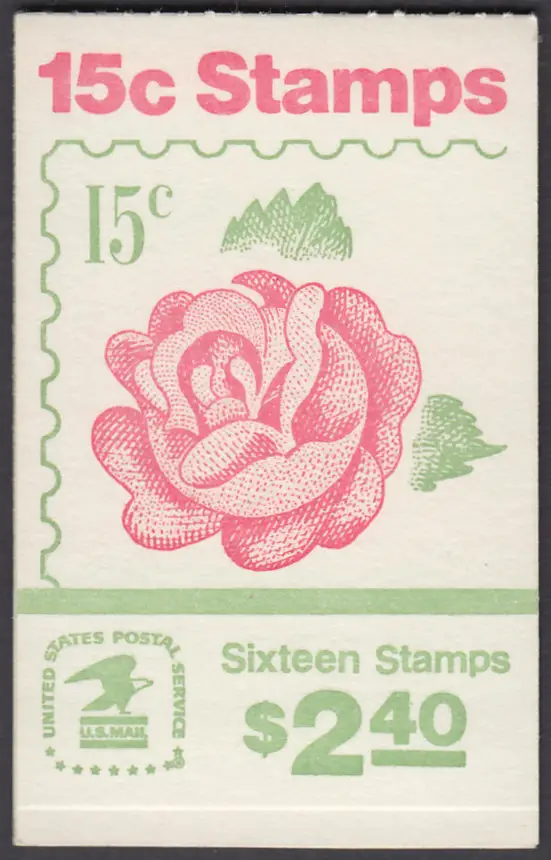 15c Stamps
15c
UNITED STATES POSTAL SERVICE
U.S.MAIL
Sixteen Stamps
$2.40